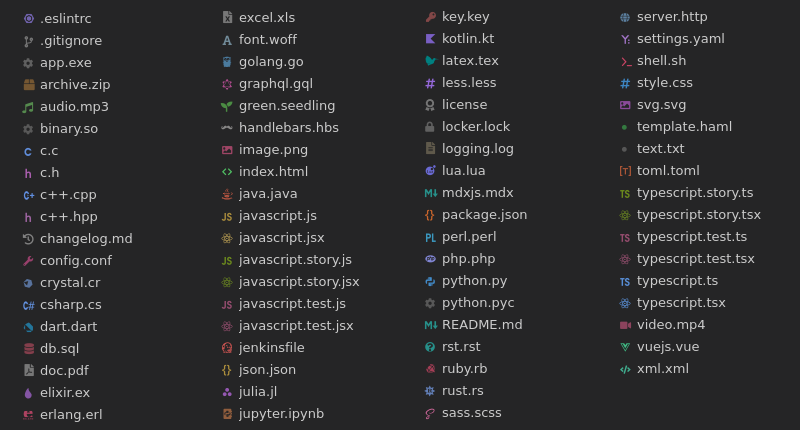 .eslintrc
.gitignore
app.exe
archive.zip
audio.mp3
binary.so
c.c
c.h
c++.cpp
c++.hpp
changelog.md
config.conf
crystal.cr
csharp.cs
dart.dart
db.sql
doc.pdf
elixir.ex
erlang.erl
excel.xls
font.woff
golang.go
graphql.gql
green.seedling
handlebars.hbs
image.png
index.html
java.java
javascript.js
javascript.jsx
javascript.story.js
javascript.story.jsx
javascript.test.js
javascript.test.jsx
jenkinsfile
json.json
julia.jl
jupyter.ipynb
key.key
kotlin.kt
latex.tex
less.less
license
locker.lock
logging.log
lua.lua
mdxjs.mdx
package.json
perl.perl
php.php
python.py
python.pyc
README.md
rst.rst
ruby.rb
rust.rs
sass.scss
server.http
settings.yaml
shell.sh
style.css
svg.svg
template.haml
text.txt
toml.toml
typescript.story.ts
typescript.story.tsx
typescript.test.ts
typescript.test.tsx
typescript.ts
typescript.tsx
video.mp4
vuejs.vue
xml.xml